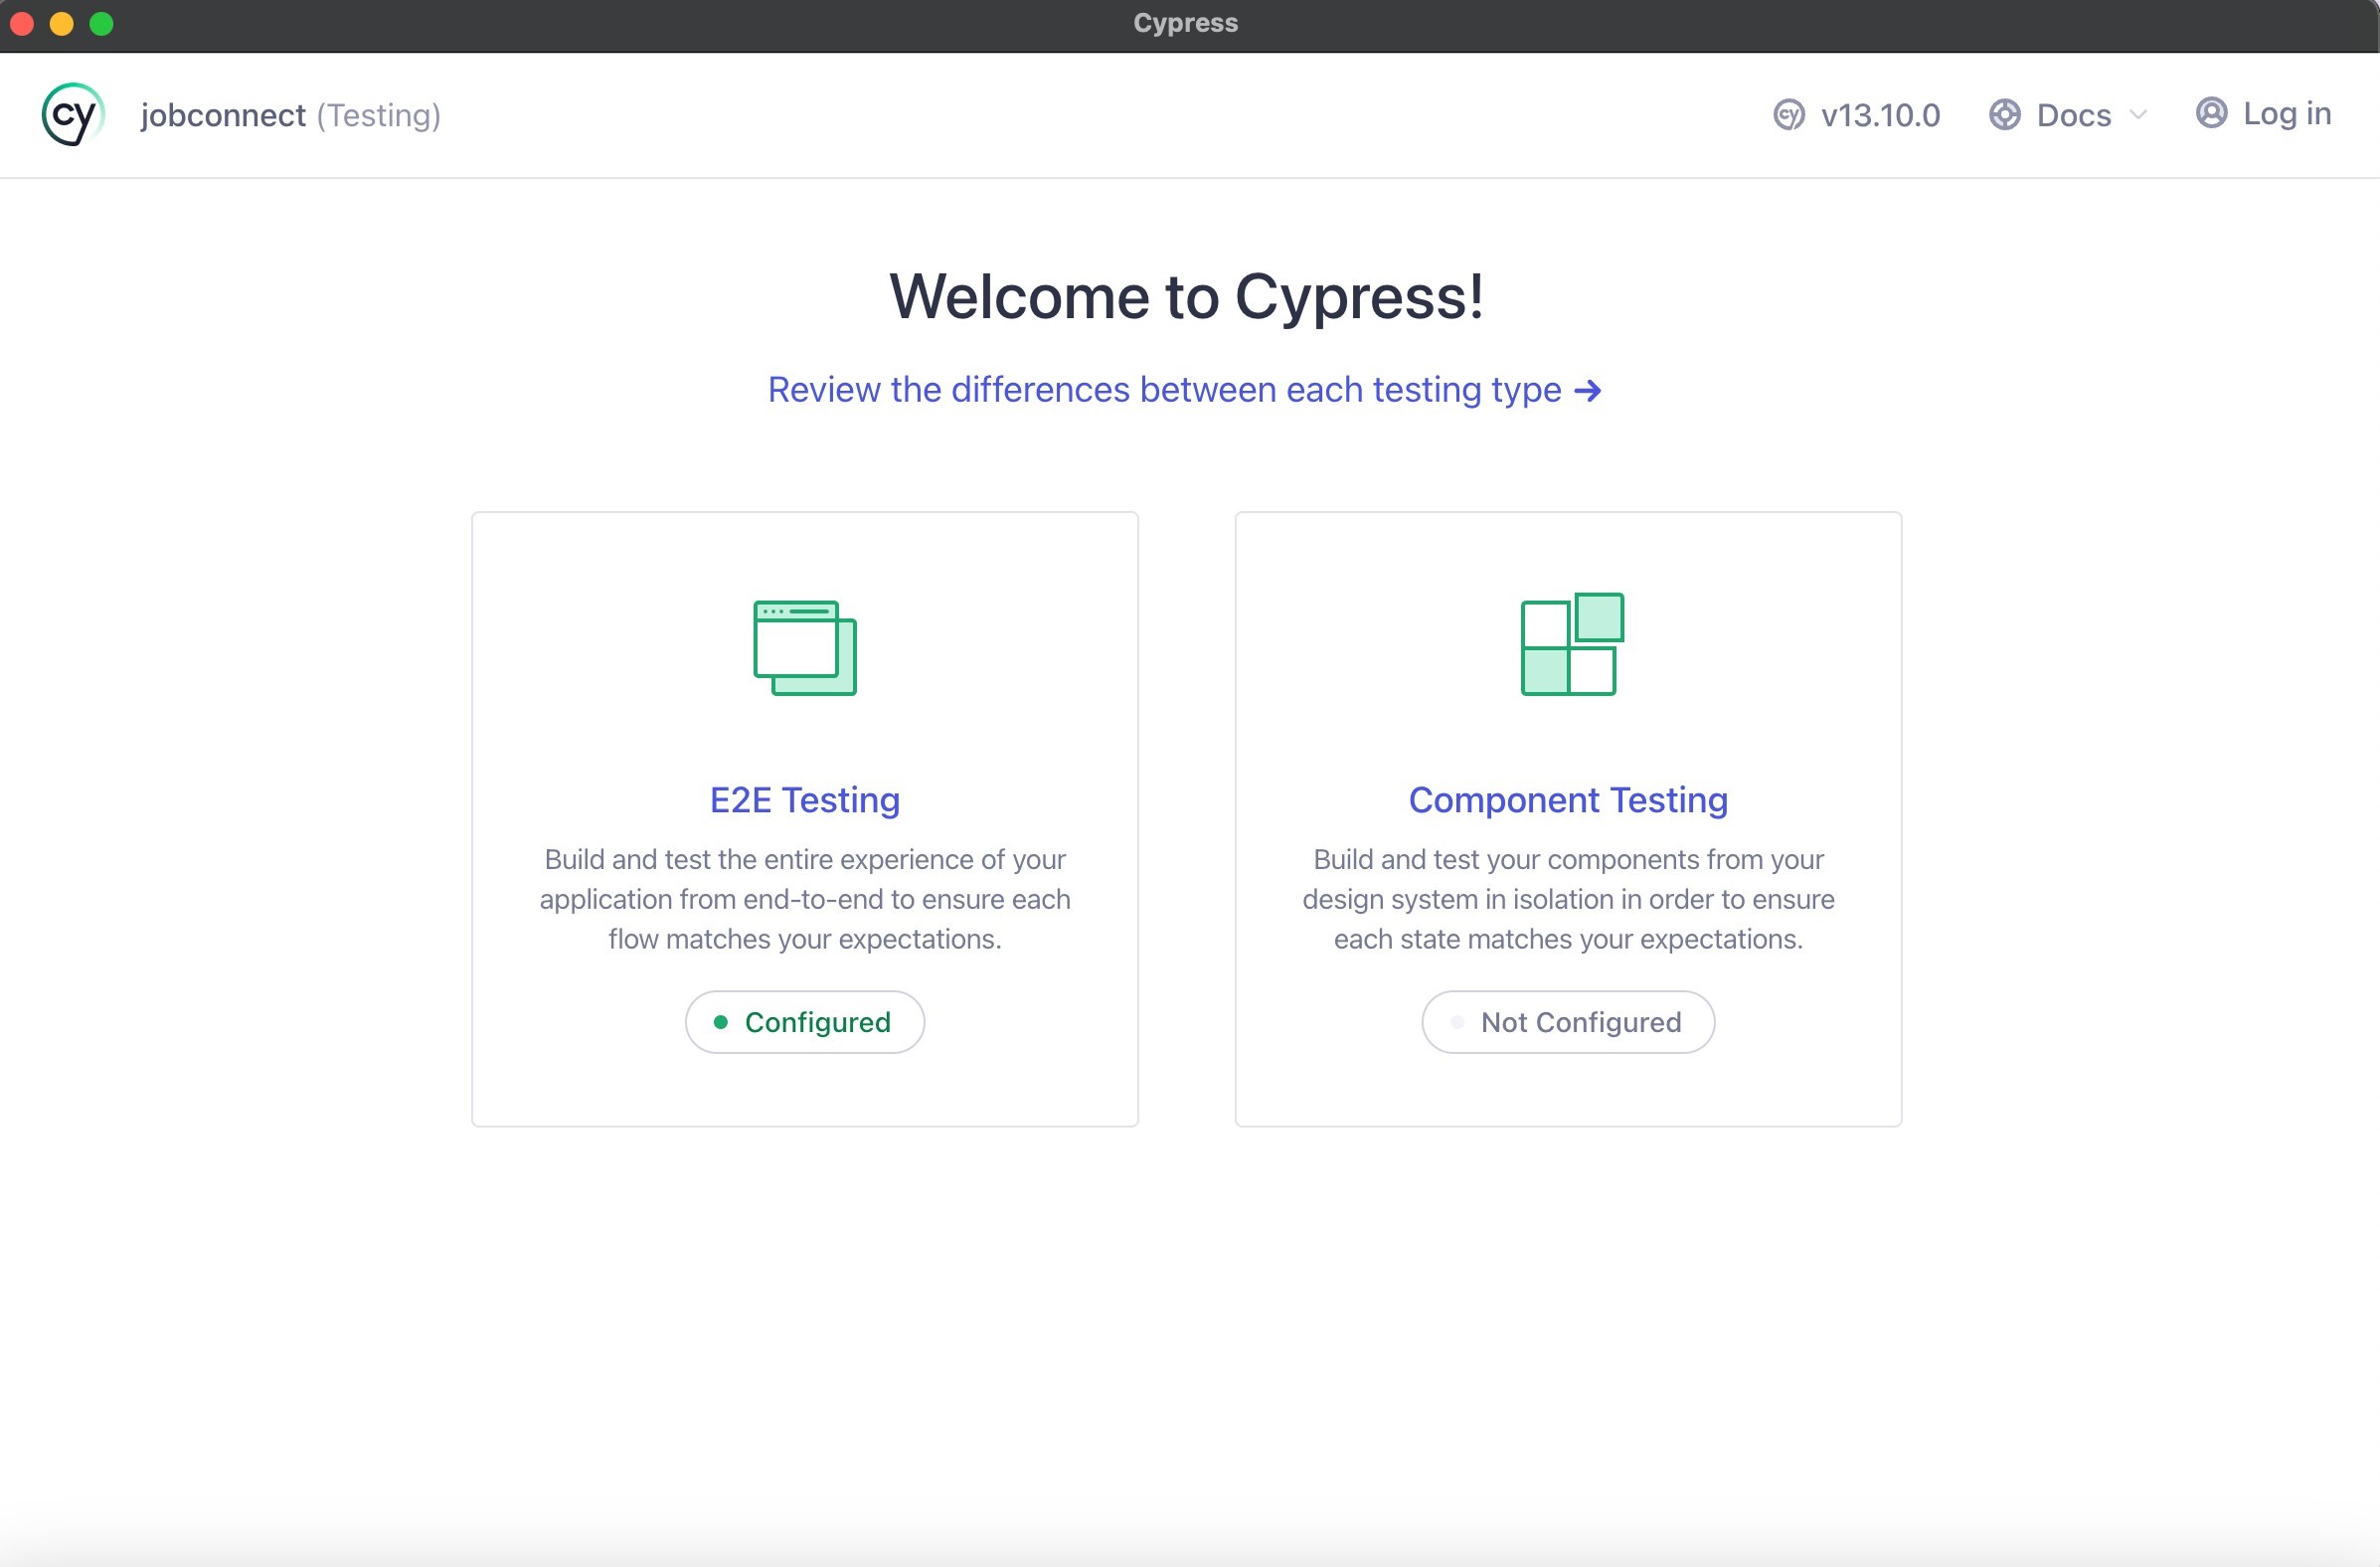 Cypress
cy jobconnect (Testing)
cy v13.10.0 Docs Log in
Welcome to Cypress!
Review the differences between each testing type →
E2E Testing
Build and test the entire experience of your
application from end-to-end to ensure each
flow matches your expectations.
Configured
Component Testing
Build and test your components from your
design system in isolation in order to ensure
each state matches your expectations.
Not Configured